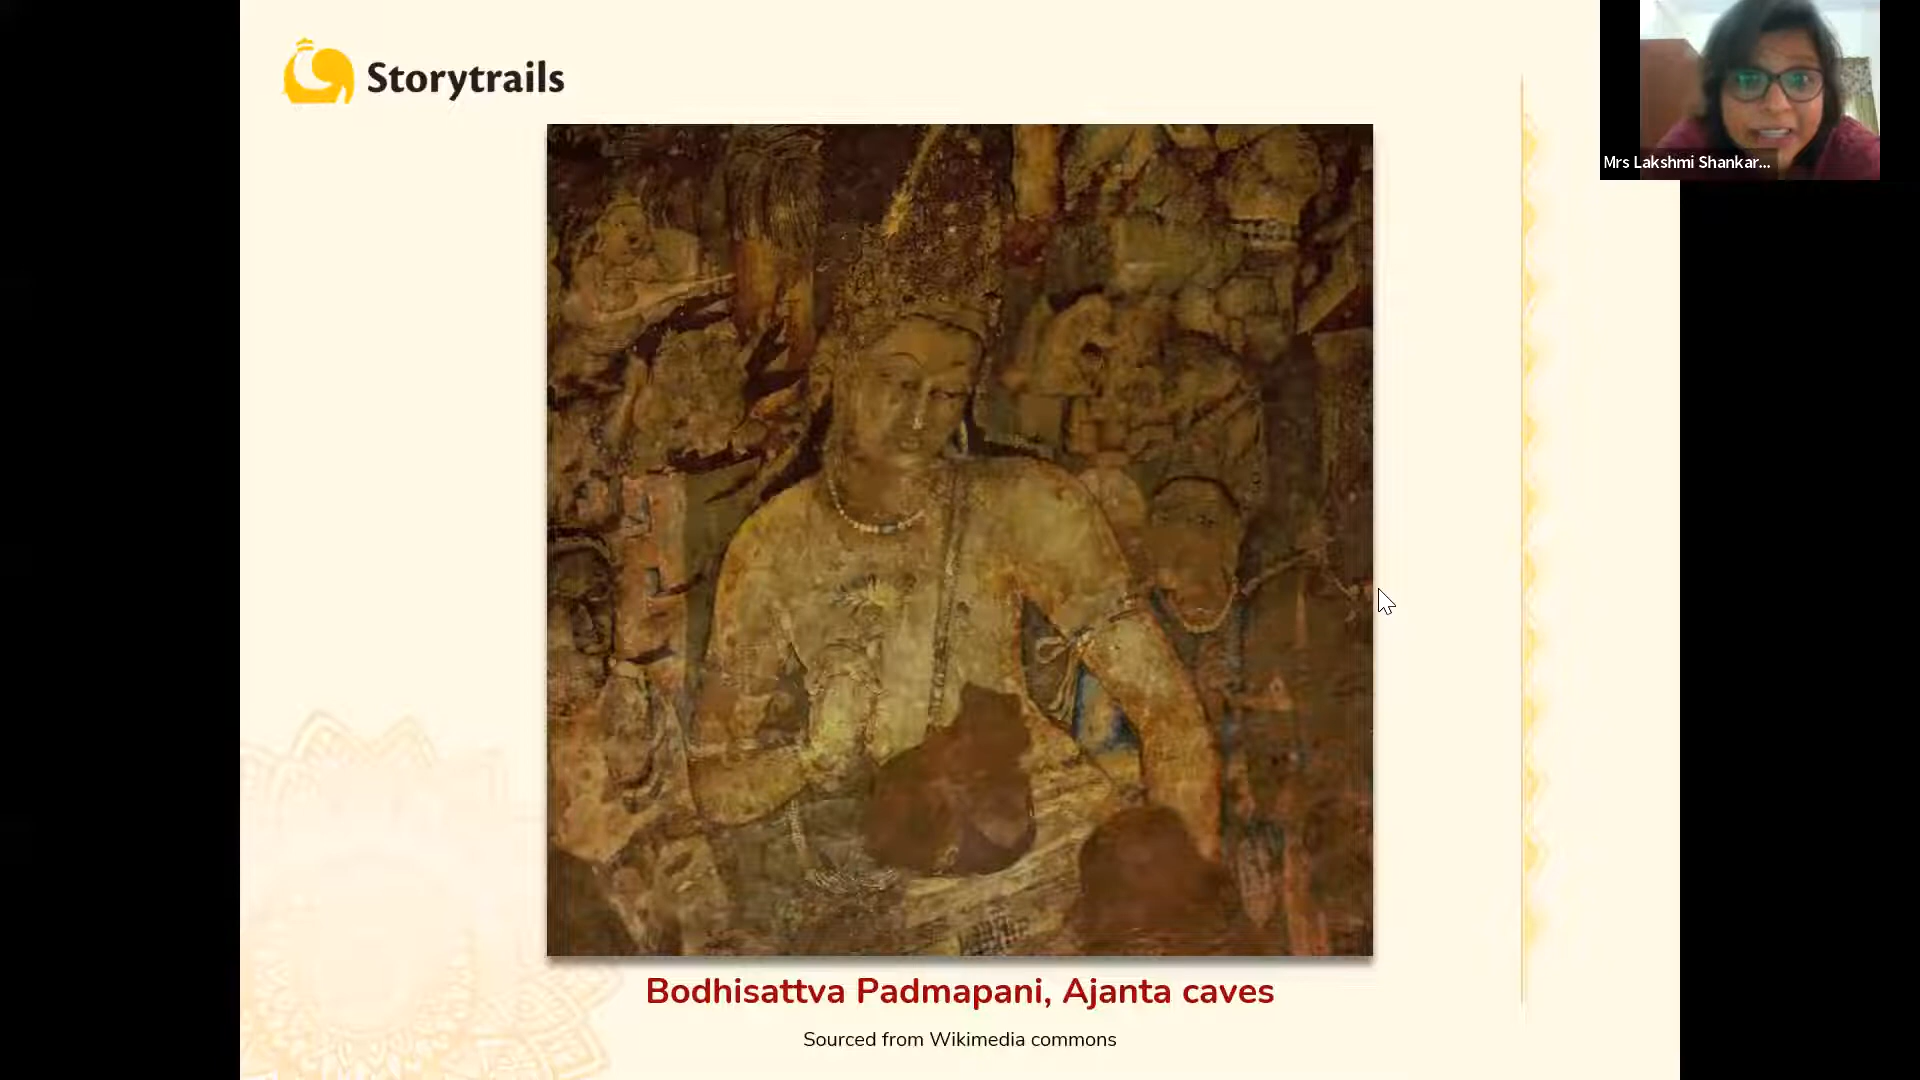 Storytrails
Mrs Lakshmi Shankar...
Bodhisattva Padmapani, Ajanta caves
Sourced from Wikimedia commons